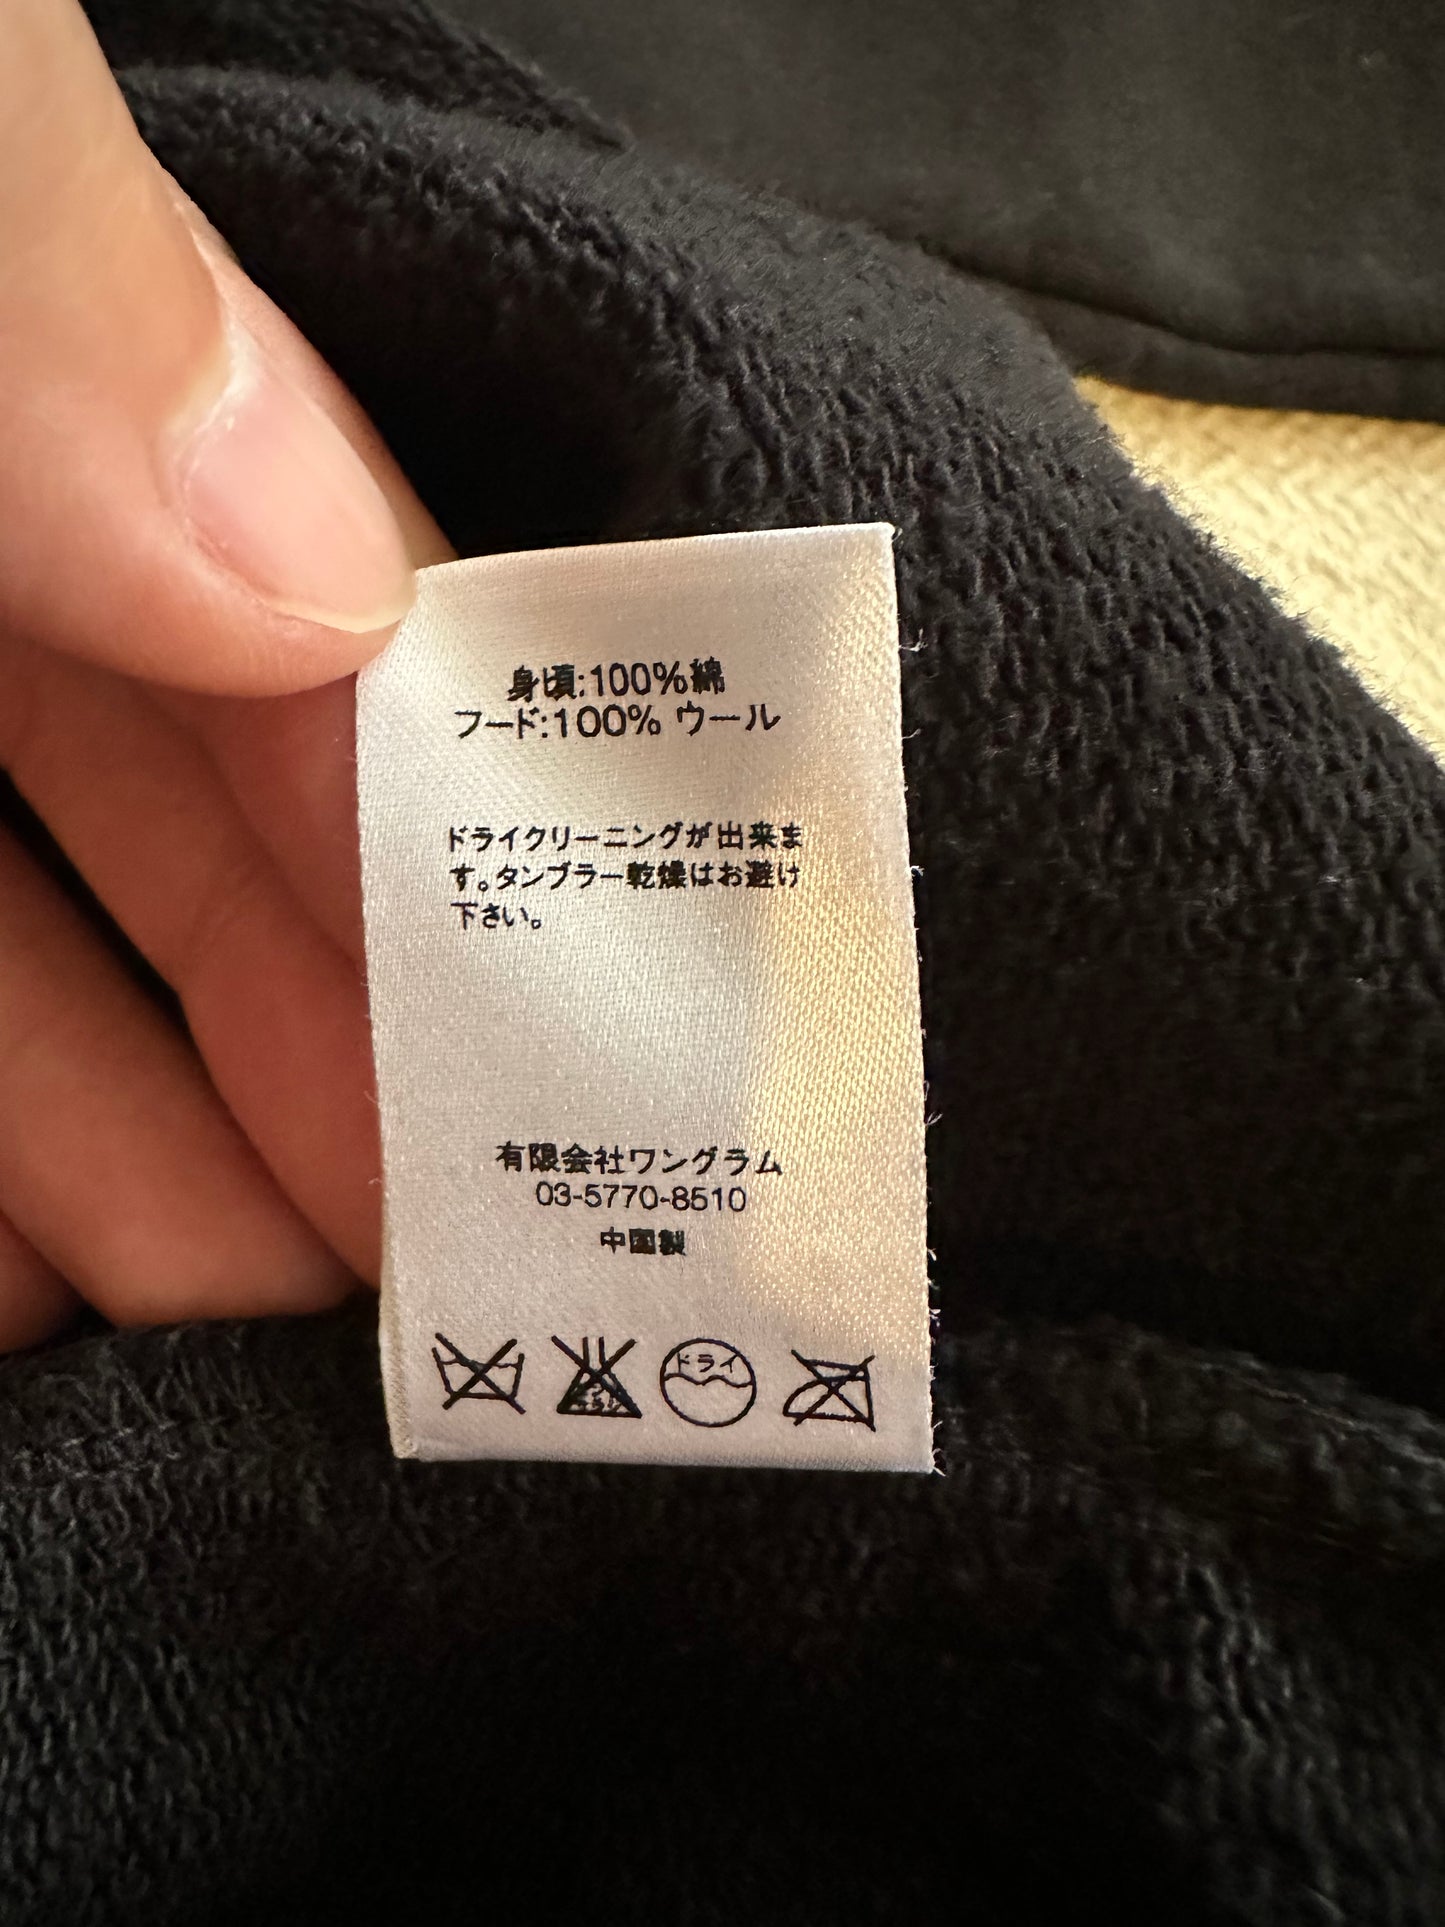 身頃:100%綿
フード:100% ウール
ドライクリーニングが出来ま
す。タンブラー乾燥はお避け
下さい。
有限会社ワングラム
03-5770-8510
中国製
ドライ